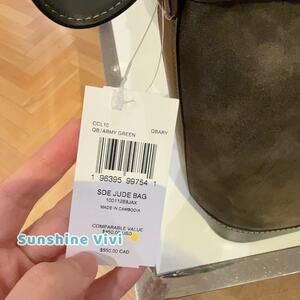 CCL10
QB/ARMY GREEN QBARY
1 96395 99754 1
SDE JUDE BAG
MADE IN CAMBODIA
COMPARABLE VALUE
$450.00 USD
Sunshine Vivi
$550.00 CAD